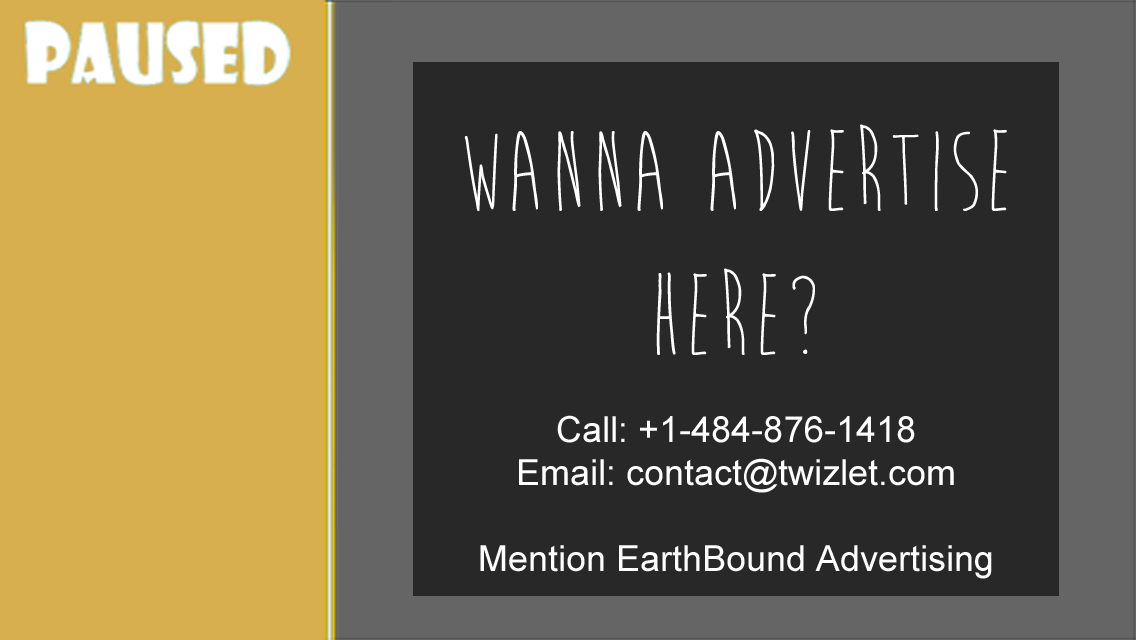 PAUSED
WANNA ADVERTISE
HERE?
Call: +1-484-876-1418
Email: contact@twizlet.com
Mention EarthBound Advertising